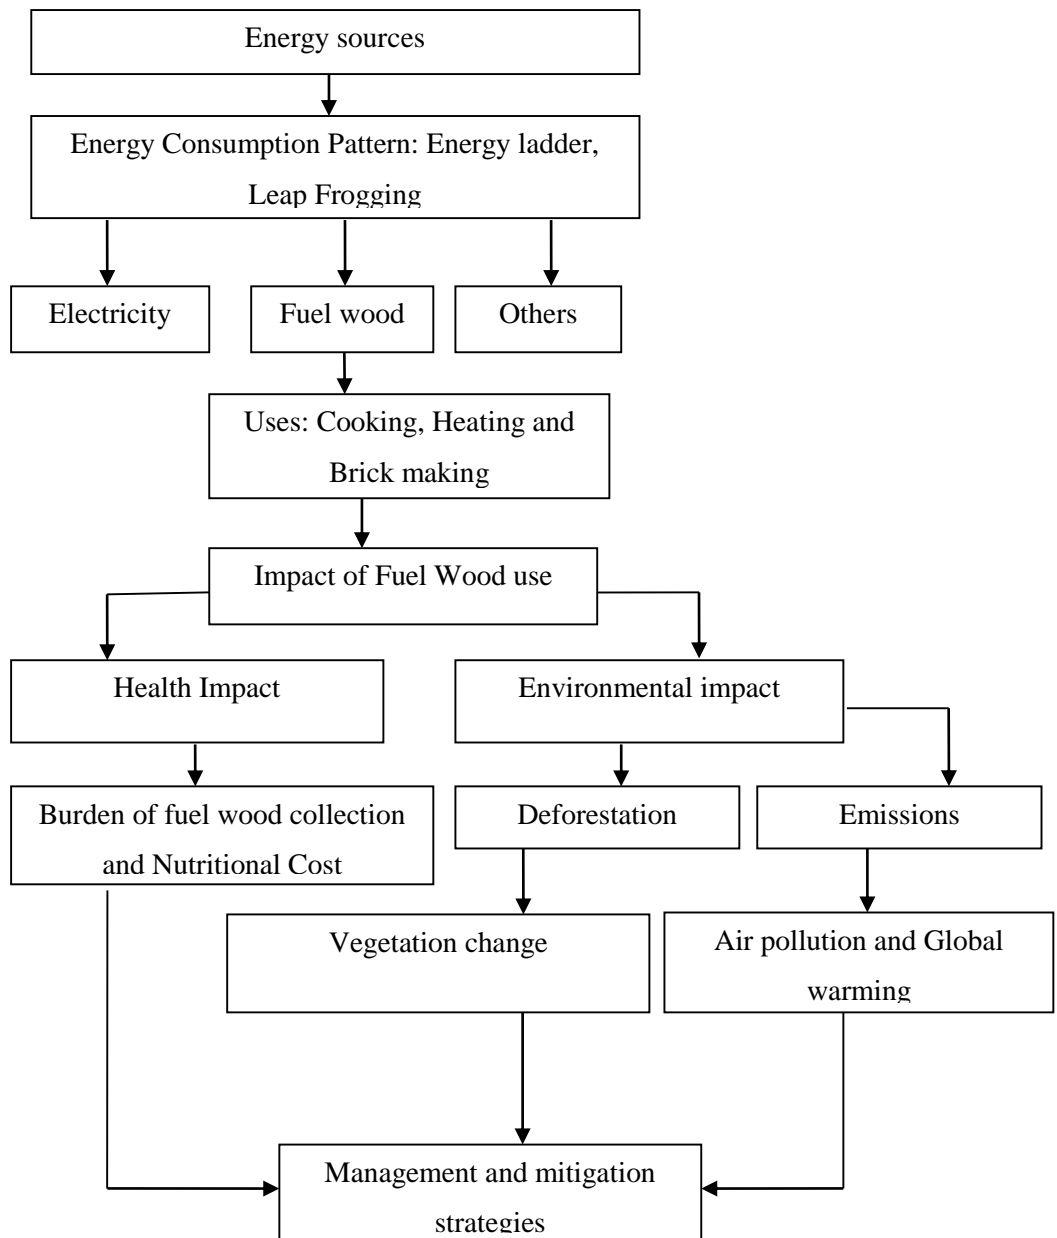 Energy sources
Energy Consumption Pattern: Energy ladder,
Leap Frogging
Electricity
Fuel wood
Others
Uses: Cooking, Heating and
Brick making
Impact of Fuel Wood use
Health Impact
Environmental impact
Burden of fuel wood collection
and Nutritional Cost
Deforestation
Emissions
Vegetation change
Air pollution and Global
warming
Management and mitigation
strategies